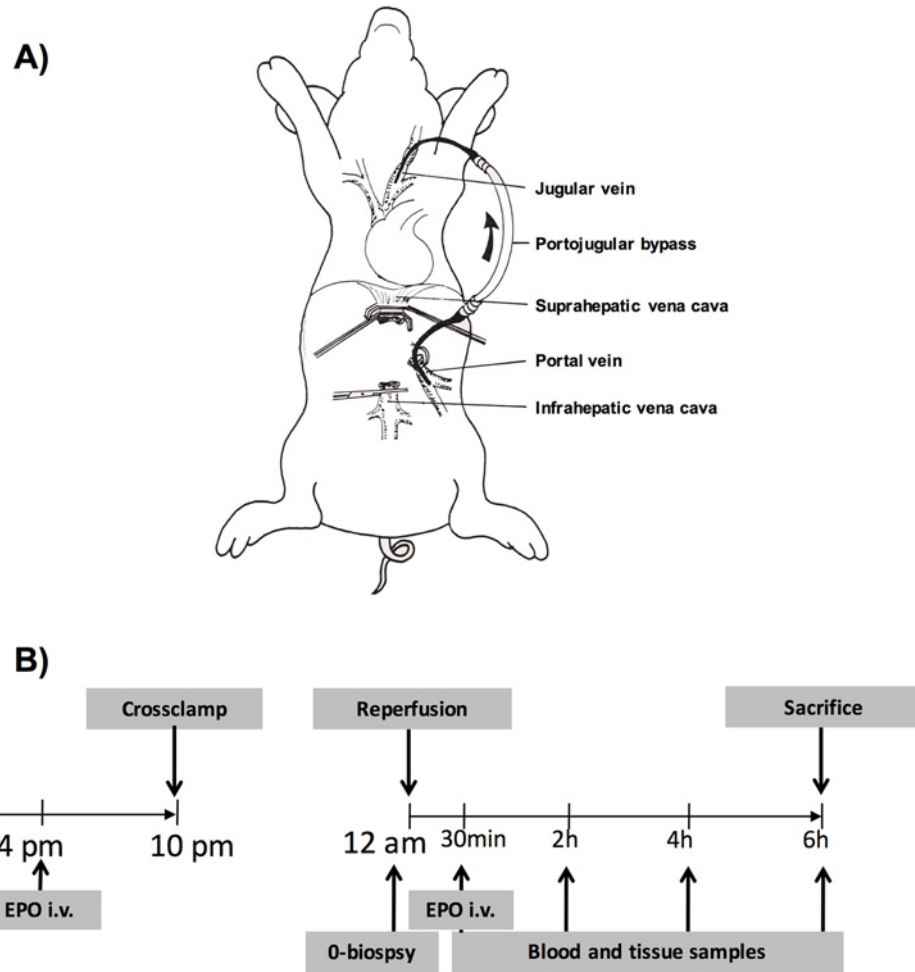 A)
Jugular vein
Portojugular bypass
Suprahepatic vena cava
Portal vein
Infrahepatic vena cava
B)
Crossclamp
Reperfusion
Sacrifice
4 pm
10 pm
12 am
30min
2h
4h
6h
EPO i.v.
EPO i.v.
0-biospsy
Blood and tissue samples